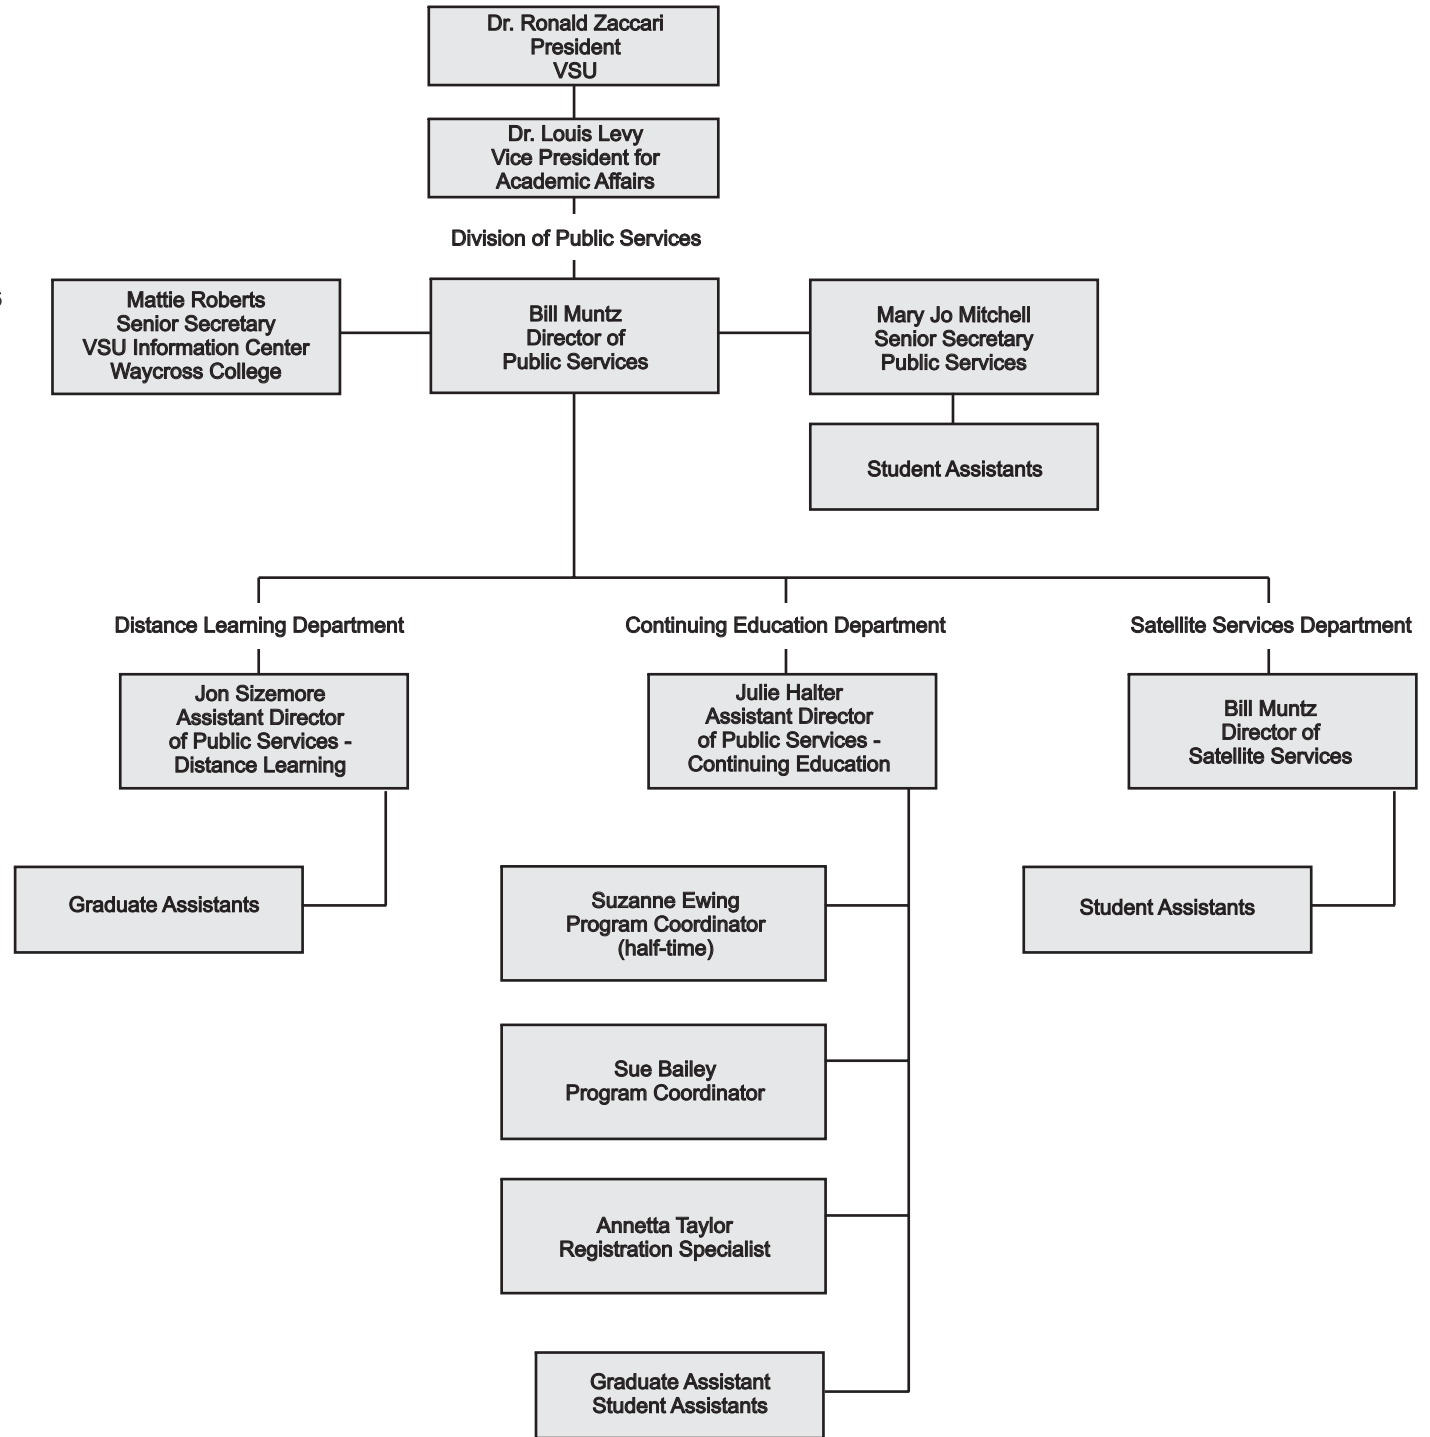 Dr. Ronald Zaccari
President
VSU
Dr. Louis Levy
Vice President for
Academic Affairs
Division of Public Services
Mattie Roberts
Senior Secretary
VSU Information Center
Waycross College
Bill Muntz
Director of
Public Services
Mary Jo Mitchell
Senior Secretary
Public Services
Student Assistants
Distance Learning Department
Continuing Education Department
Satellite Services Department
Jon Sizemore
Assistant Director
of Public Services -
Distance Learning
Julie Halter
Assistant Director
of Public Services -
Continuing Education
Bill Muntz
Director of
Satellite Services
Graduate Assistants
Suzanne Ewing
Program Coordinator
(half-time)
Student Assistants
Sue Bailey
Program Coordinator
Annetta Taylor
Registration Specialist
Graduate Assistant
Student Assistants